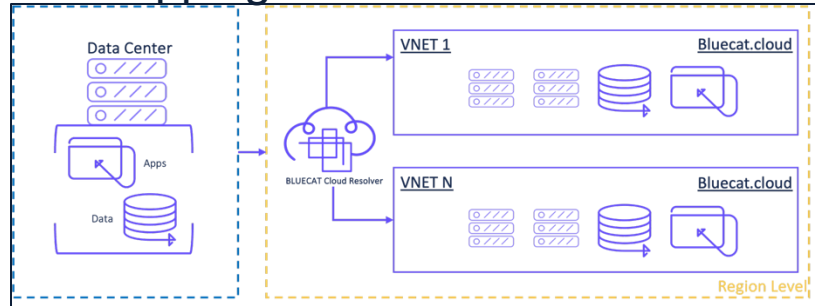 Data Center
Apps
Data
BLUECAT Cloud Resolver
VNET 1
Bluecat.cloud
VNET N
Bluecat.cloud
Region Level